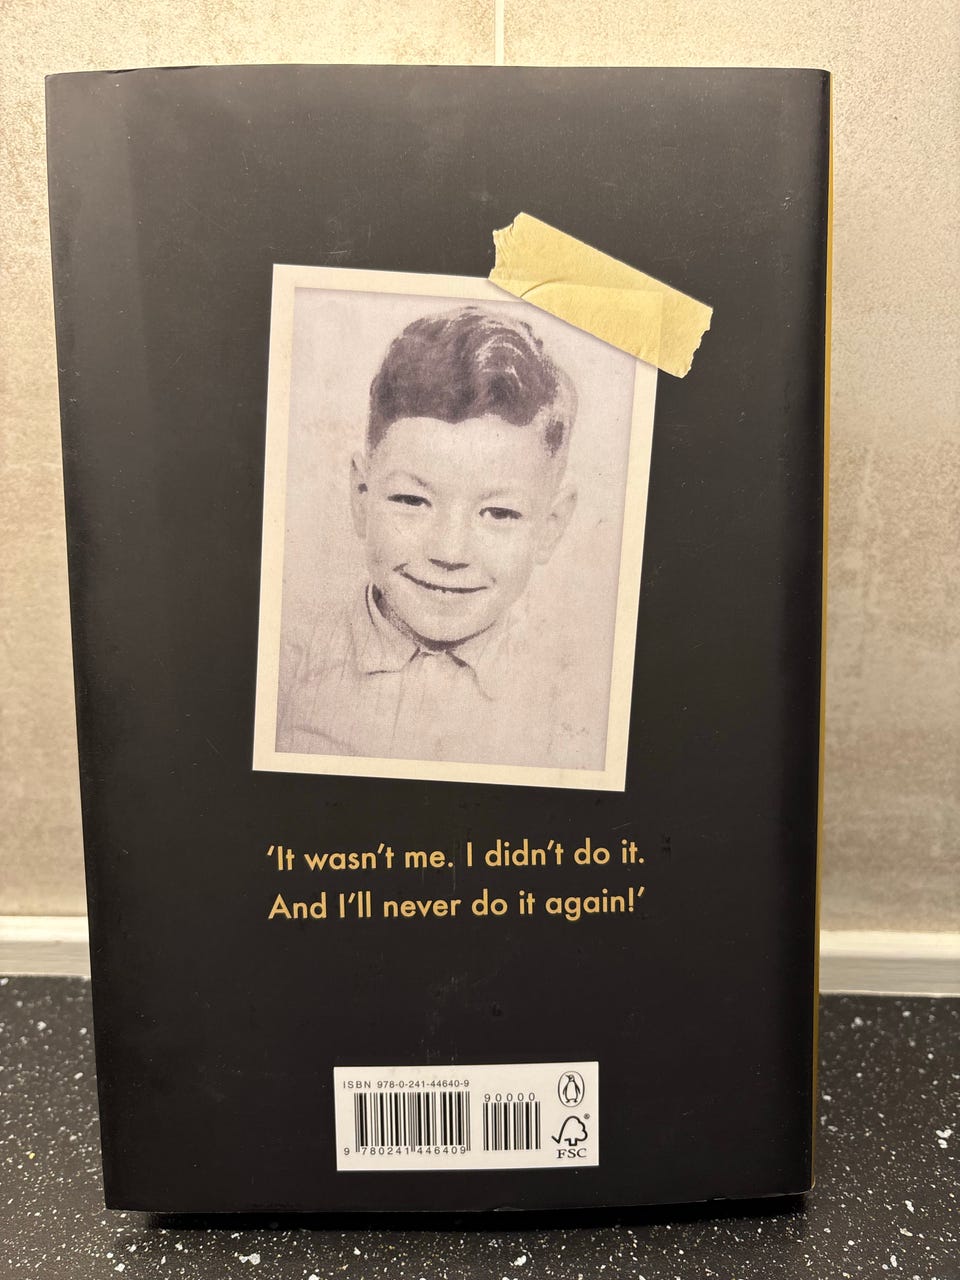 ‘It wasn’t me. I didn’t do it.
And I’ll never do it again!’
ISBN 978-0-241-44640-9
90000
9 780241 446409
FSC